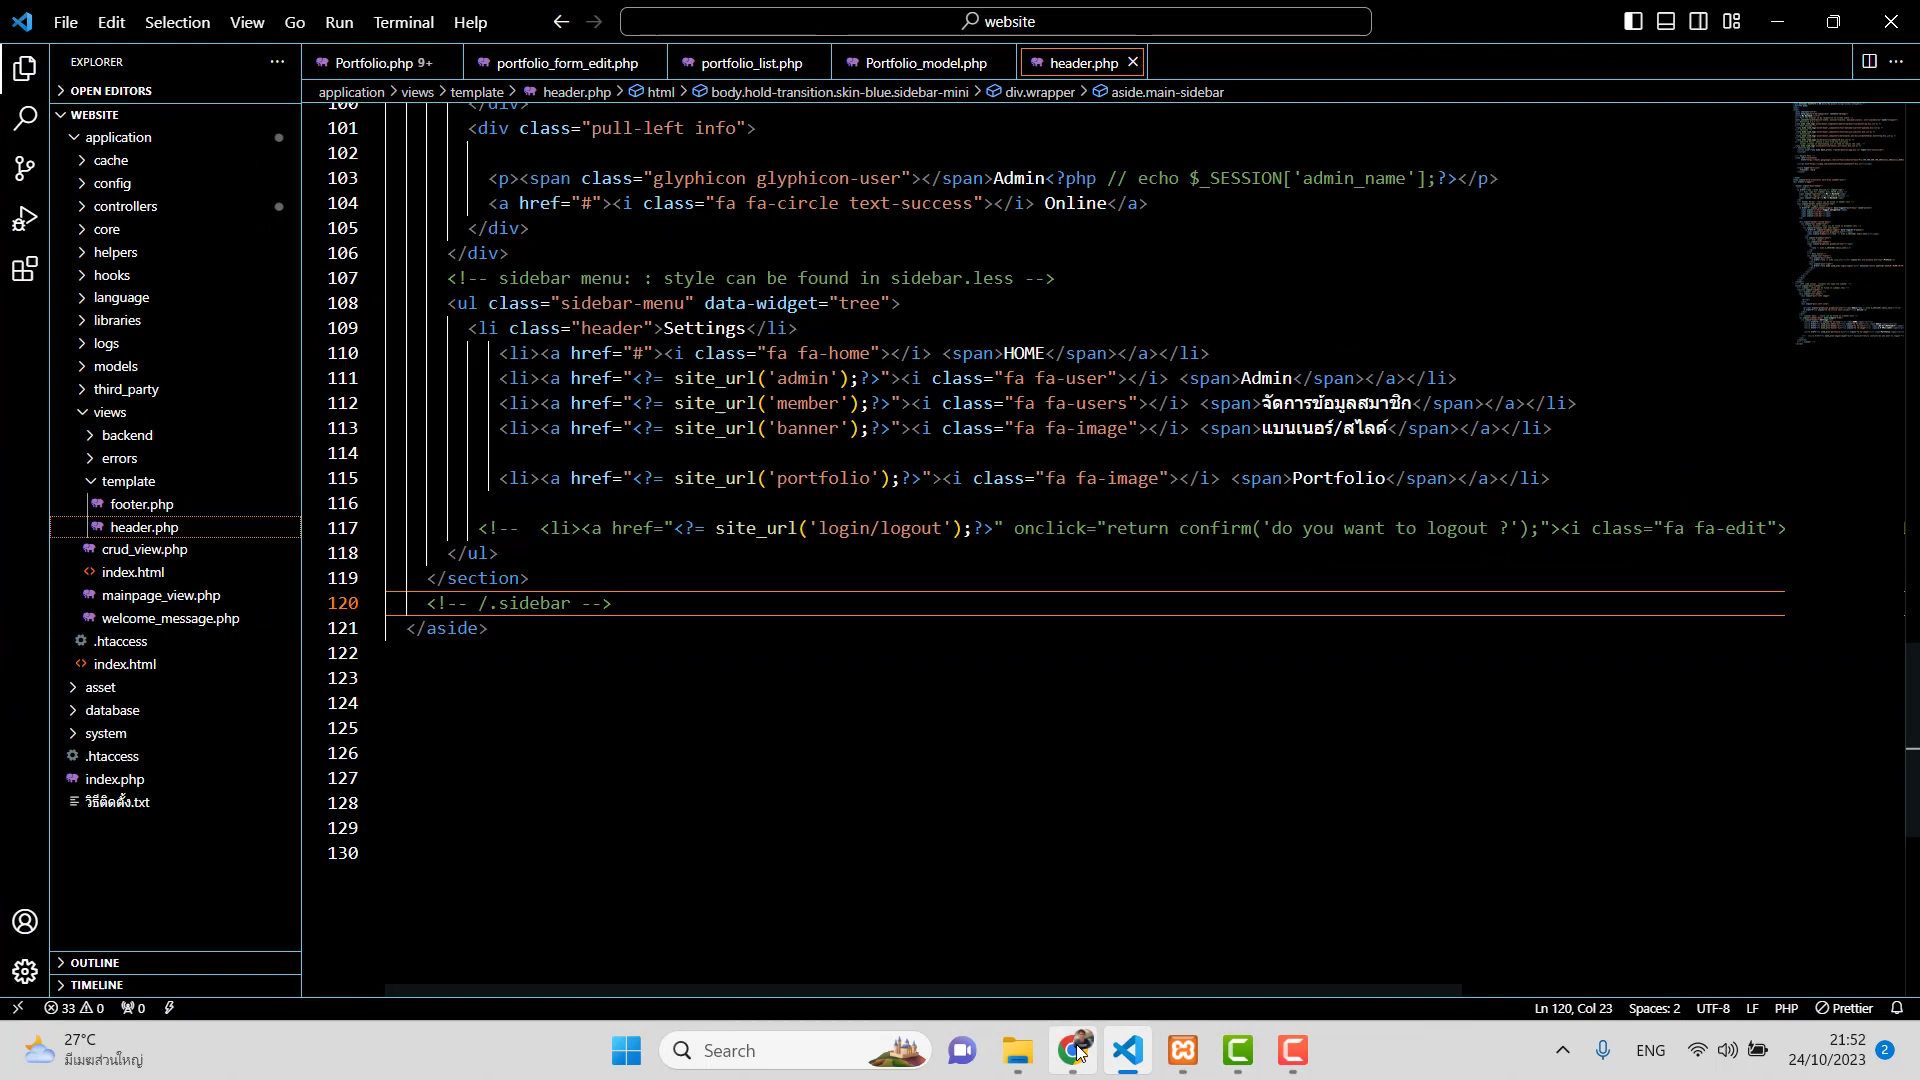 File Edit Selection View Go Run Terminal Help
website
EXPLORER
OPEN EDITORS
WEBSITE
application
cache
config
controllers
core
helpers
hooks
language
libraries
logs
models
third_party
views
backend
errors
template
footer.php
header.php
crud_view.php
index.html
mainpage_view.php
welcome_message.php
.htaccess
index.html
asset
database
system
.htaccess
index.php
วิธีติดตั้ง.txt
OUTLINE
TIMELINE
Portfolio.php 9+ portfolio_form_edit.php portfolio_list.php Portfolio_model.php header.php
application > views > template > header.php > html > body.hold-transition.skin-blue.sidebar-mini > div.wrapper > aside.main-sidebar
100 </div>
101 <div class="pull-left info">
102
103 <p><span class="glyphicon glyphicon-user"></span>Admin<?php // echo $_SESSION['admin_name'];?></p>
104 <a href="#"><i class="fa fa-circle text-success"></i> Online</a>
105 </div>
106 </div>
107 <!-- sidebar menu: : style can be found in sidebar.less -->
108 <ul class="sidebar-menu" data-widget="tree">
109 <li class="header">Settings</li>
110 <li><a href="#"><i class="fa fa-home"></i> <span>HOME</span></a></li>
111 <li><a href="<?= site_url('admin');?>"><i class="fa fa-user"></i> <span>Admin</span></a></li>
112 <li><a href="<?= site_url('member');?>"><i class="fa fa-users"></i> <span>จัดการข้อมูลสมาชิก</span></a></li>
113 <li><a href="<?= site_url('banner');?>"><i class="fa fa-image"></i> <span>แบนเนอร์/สไลด์</span></a></li>
114
115 <li><a href="<?= site_url('portfolio');?>"><i class="fa fa-image"></i> <span>Portfolio</span></a></li>
116
117 <!-- <li><a href="<?= site_url('login/logout');?>" onclick="return confirm('do you want to logout ?');"><i class="fa fa-edit">
118 </ul>
119 </section>
120 <!-- /.sidebar -->
121 </aside>
122
123
124
125
126
127
128
129
130
33 0 0
Ln 120, Col 23 Spaces: 2 UTF-8 LF PHP Prettier
27°C
มีเมฆส่วนใหญ่
Search
ENG
21:52
24/10/2023
2